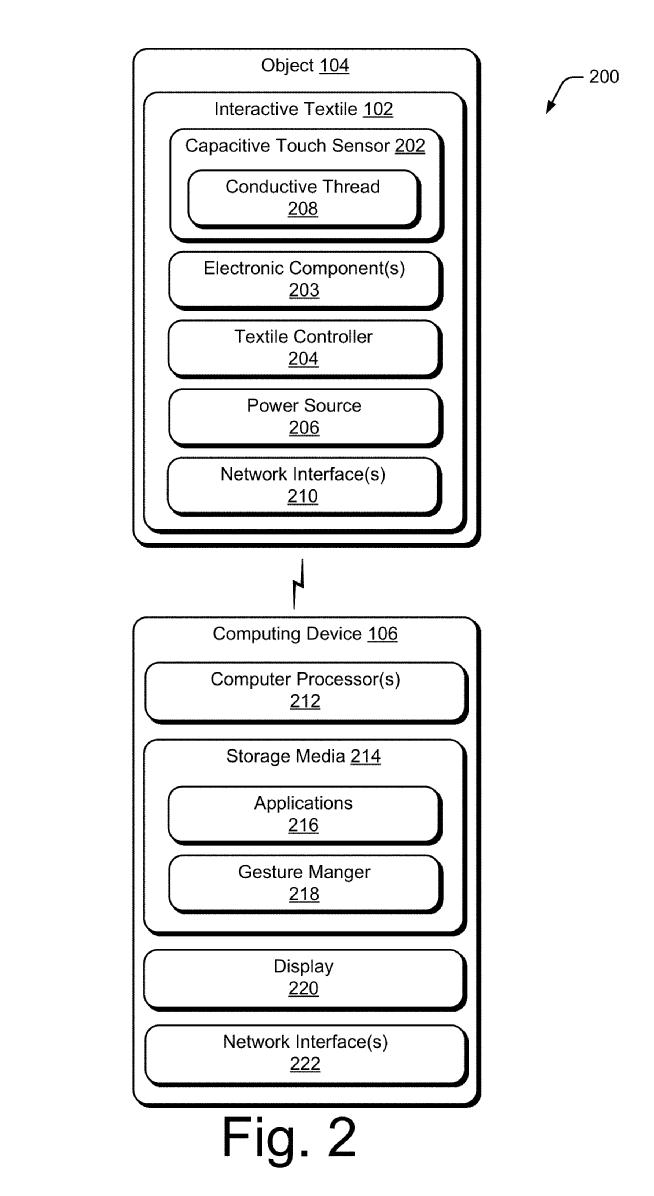 Object 104
200
Interactive Textile 102
Capacitive Touch Sensor 202
Conductive Thread
208
Electronic Component(s)
203
Textile Controller
204
Power Source
206
Network Interface(s)
210
Computing Device 106
Computer Processor(s)
212
Storage Media 214
Applications
216
Gesture Manger
218
Display
220
Network Interface(s)
222
Fig. 2